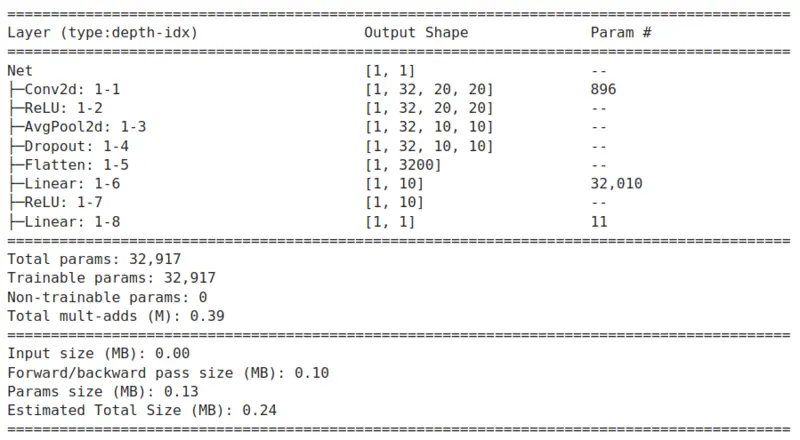 ==========================================================================================
Layer (type:depth-idx)                   Output Shape              Param #
==========================================================================================
Net                                      [1, 1]                    --
├─Conv2d: 1-1                            [1, 32, 20, 20]           896
├─ReLU: 1-2                              [1, 32, 20, 20]           --
├─AvgPool2d: 1-3                         [1, 32, 10, 10]           --
├─Dropout: 1-4                           [1, 32, 10, 10]           --
├─Flatten: 1-5                           [1, 3200]                 --
├─Linear: 1-6                            [1, 10]                   32,010
├─ReLU: 1-7                              [1, 10]                   --
├─Linear: 1-8                            [1, 1]                    11
==========================================================================================
Total params: 32,917
Trainable params: 32,917
Non-trainable params: 0
Total mult-adds (M): 0.39
==========================================================================================
Input size (MB): 0.00
Forward/backward pass size (MB): 0.10
Params size (MB): 0.13
Estimated Total Size (MB): 0.24
==========================================================================================